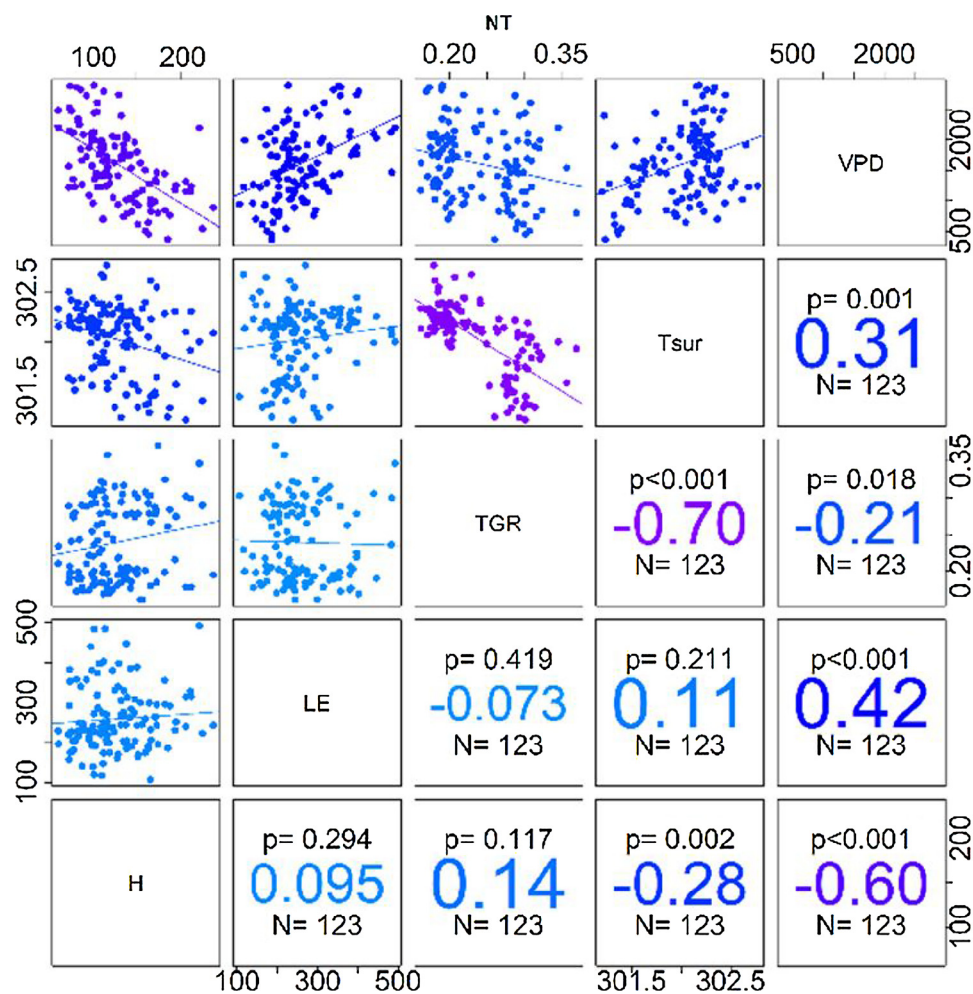 NT
100 200 0.20 0.35 500 2000
VPD
500 2000
301.5 302.5
Tsur
p= 0.001
0.31
N= 123
TGR
p<0.001
-0.70
N= 123
p= 0.018
-0.21
N= 123
0.20 0.35
100 300 500
LE
p= 0.419
-0.073
N= 123
p= 0.211
0.11
N= 123
p<0.001
0.42
N= 123
H
p= 0.294
0.095
N= 123
p= 0.117
0.14
N= 123
p= 0.002
-0.28
N= 123
p<0.001
-0.60
N= 123
100 200
100 300 500 301.5 302.5